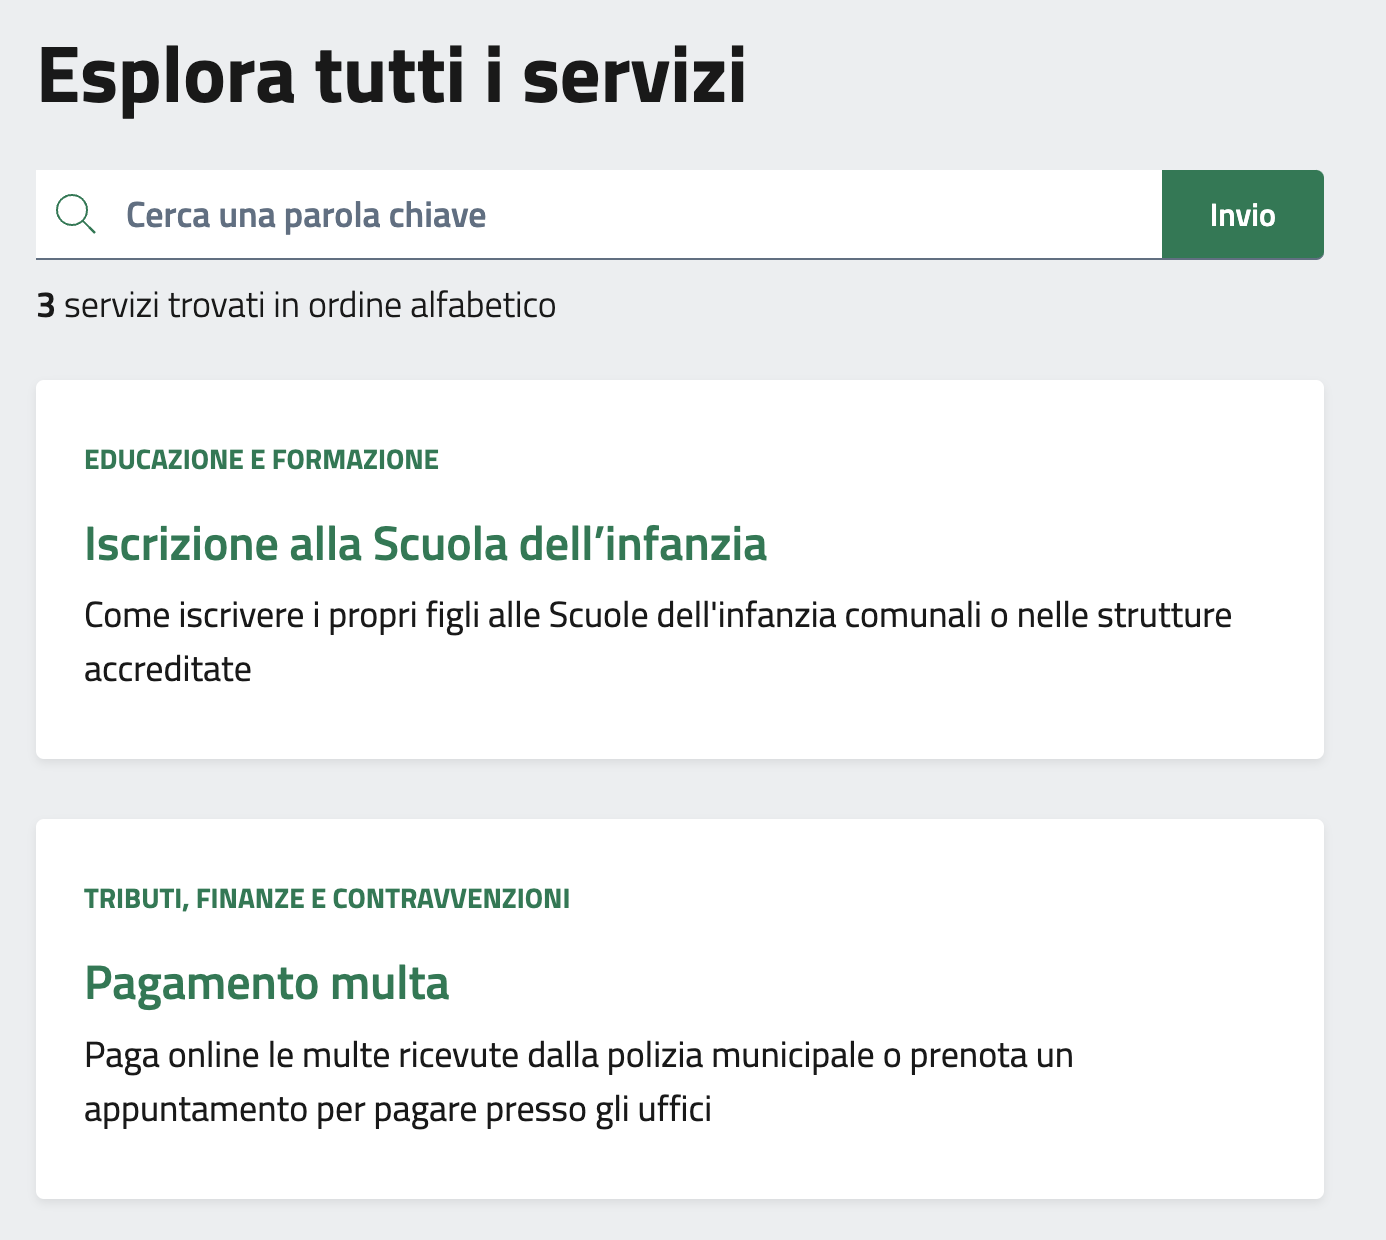 Esplora tutti i servizi
Cerca una parola chiave
Invio
3 servizi trovati in ordine alfabetico
EDUCAZIONE E FORMAZIONE
Iscrizione alla Scuola dell’infanzia
Come iscrivere i propri figli alle Scuole dell'infanzia comunali o nelle strutture
accreditate
TRIBUTI, FINANZE E CONTRAVVENZIONI
Pagamento multa
Paga online le multe ricevute dalla polizia municipale o prenota un
appuntamento per pagare presso gli uffici